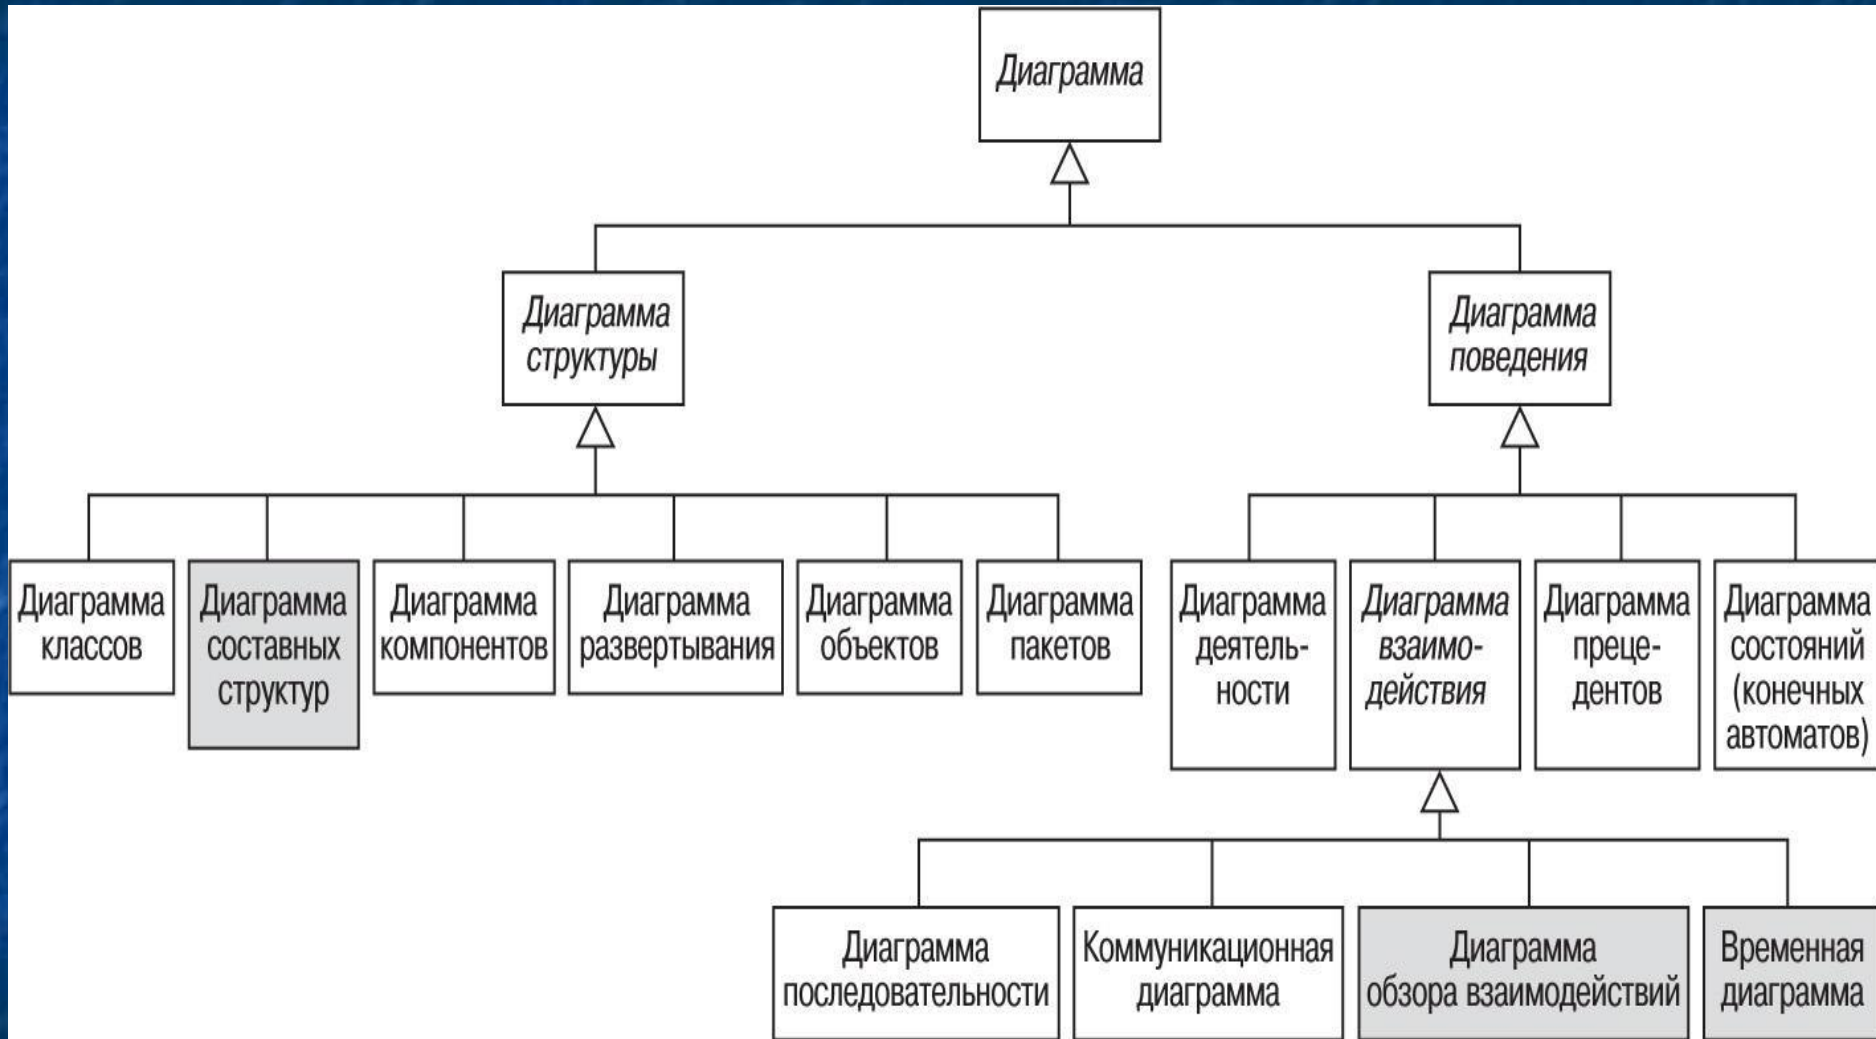 Диаграмма
Диаграмма
структуры
Диаграмма
поведения
Диаграмма
классов
Диаграмма
составных
структур
Диаграмма
компонентов
Диаграмма
развертывания
Диаграмма
объектов
Диаграмма
пакетов
Диаграмма
деятель-
ности
Диаграмма
взаимо-
действия
Диаграмма
преце-
дентов
Диаграмма
состояний
(конечных
автоматов)
Диаграмма
последовательности
Коммуникационная
диаграмма
Диаграмма
обзора взаимодействий
Временная
диаграмма